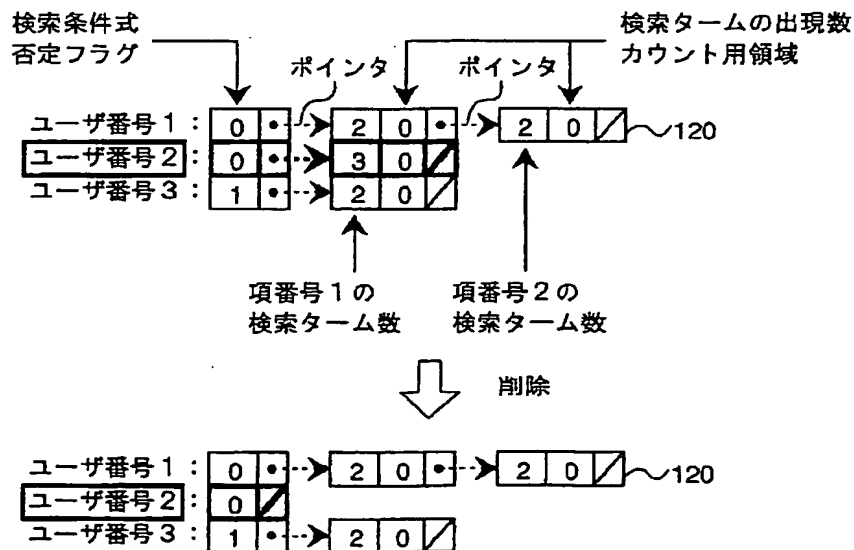 検索条件式
否定フラグ
ポインタ
ポインタ
検索タームの出現数
カウント用領域
ユーザ番号1: 0 2 0 2 0 120
ユーザ番号2: 0 3 0
ユーザ番号3: 1 2 0
項番号1の
検索ターム数
項番号2の
検索ターム数
削除
ユーザ番号1: 0 2 0 2 0 120
ユーザ番号2: 0
ユーザ番号3: 1 2 0